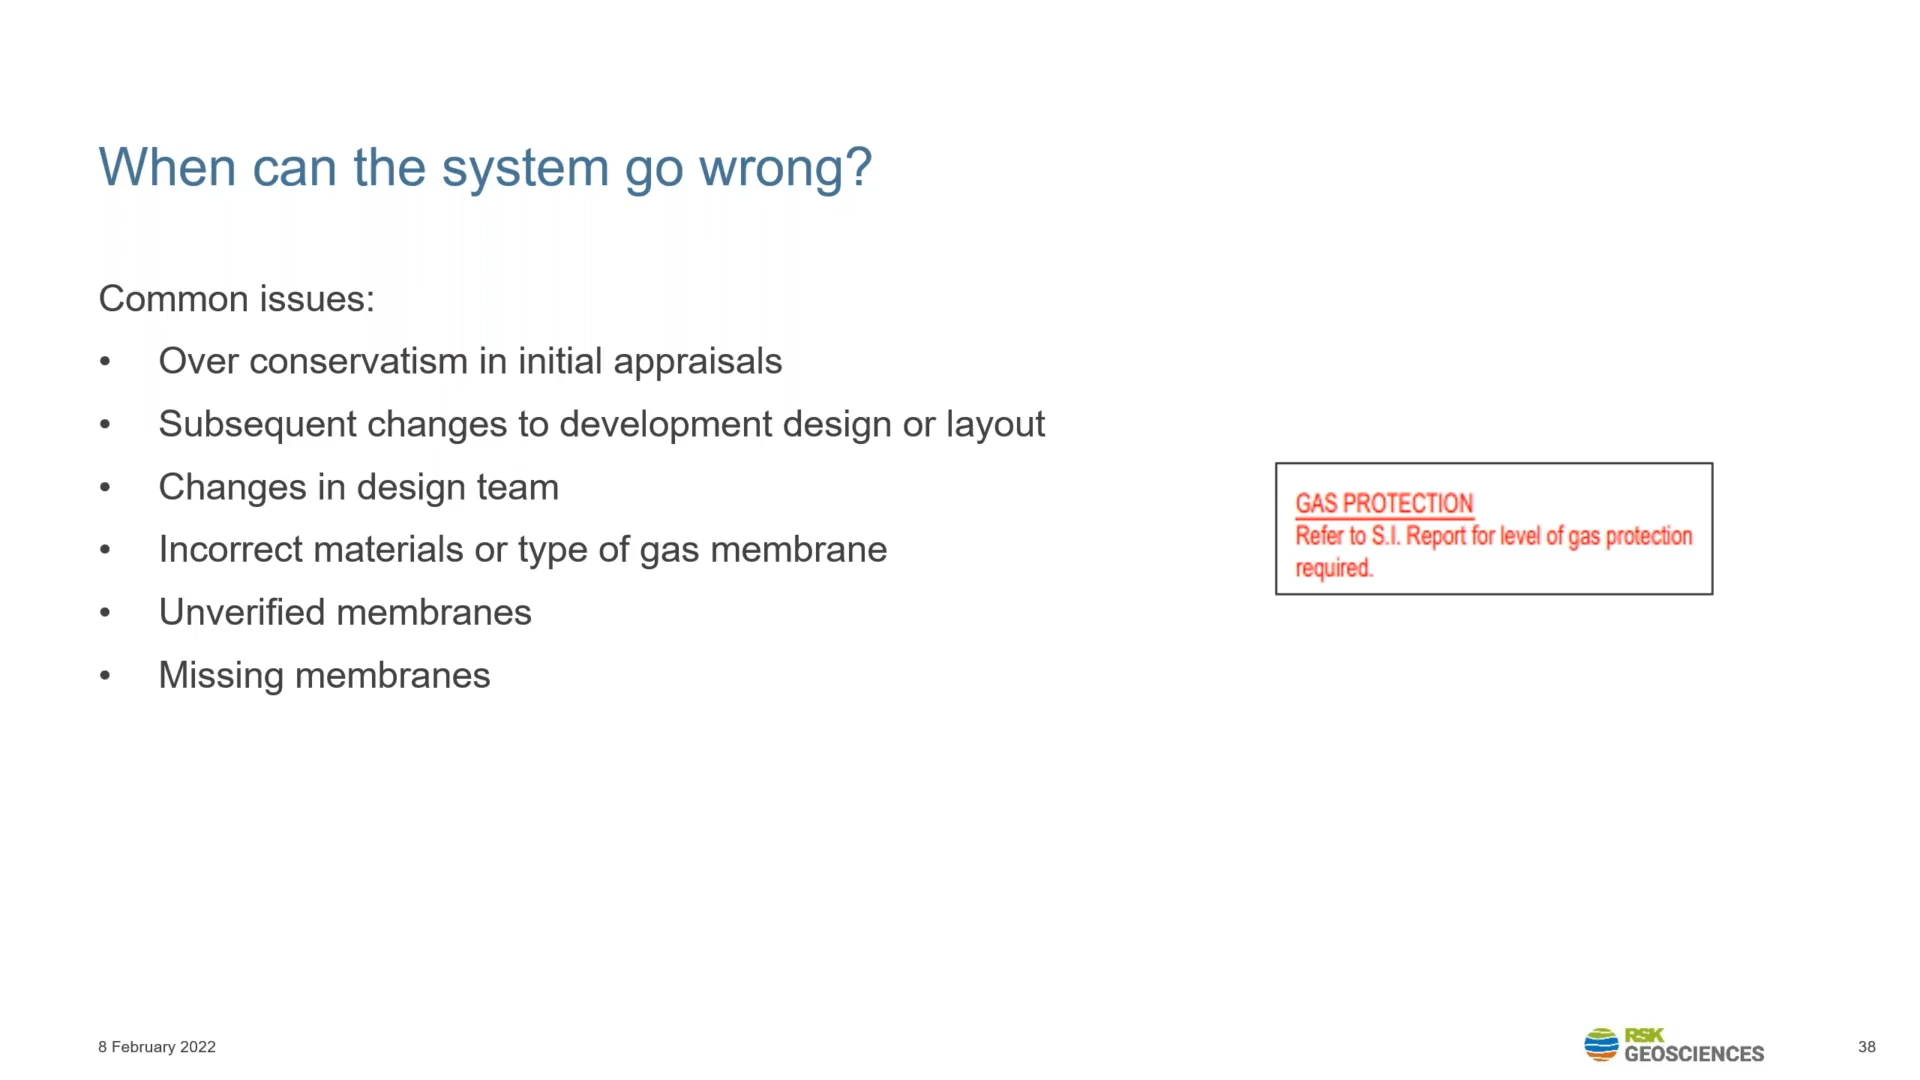 When can the system go wrong?
Common issues:
• Over conservatism in initial appraisals
• Subsequent changes to development design or layout
• Changes in design team
• Incorrect materials or type of gas membrane
• Unverified membranes
• Missing membranes
GAS PROTECTION
Refer to S.I. Report for level of gas protection
required.
8 February 2022
RSK
GEOSCIENCES
38